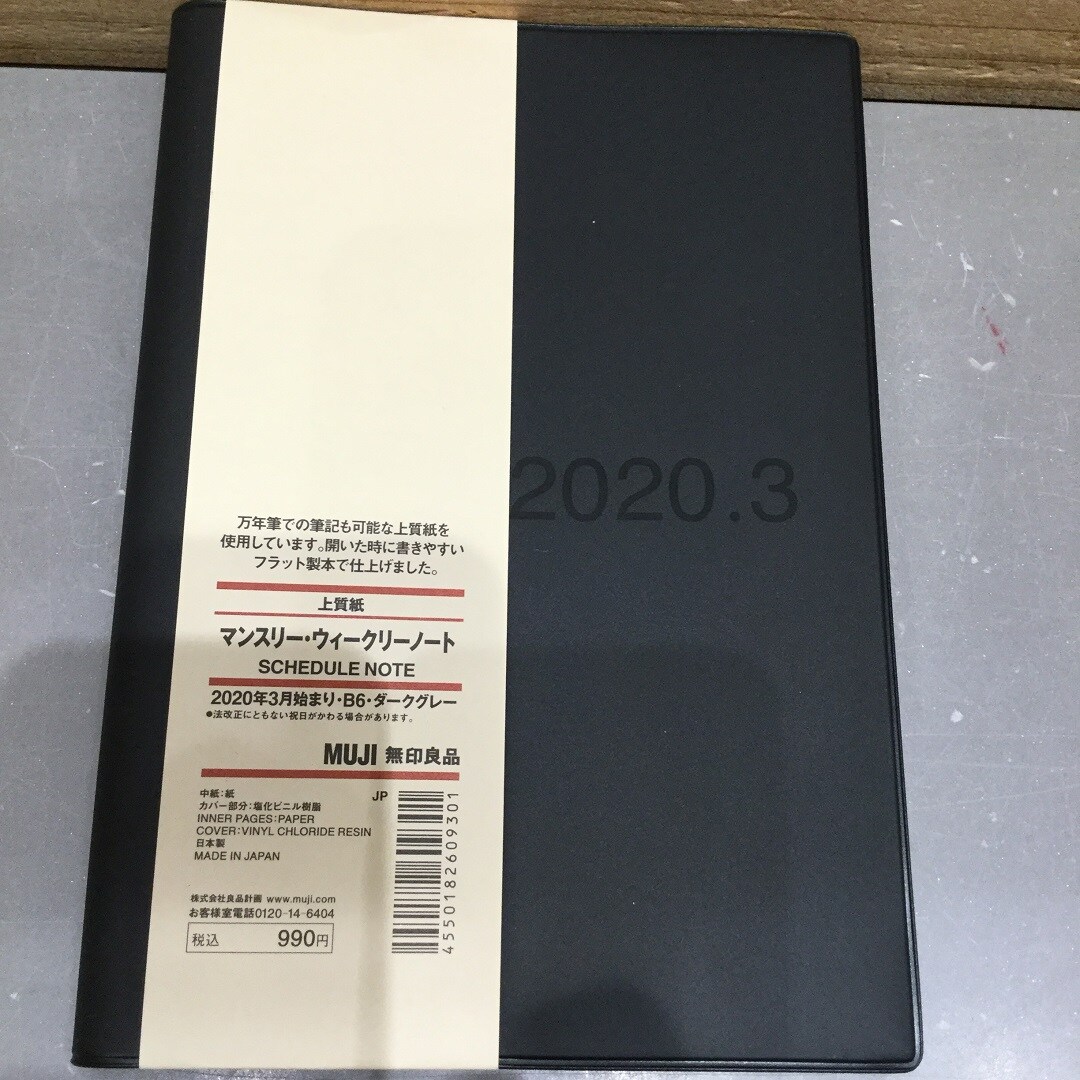 2020.3
万年筆での筆記も可能な上質紙を
使用しています。開いた時に書きやすい
フラット製本で仕上げました。
上質紙
マンスリー・ウィークリーノート
SCHEDULE NOTE
2020年3月始まり・B6・ダークグレー
●法改正にともない祝日がかわる場合があります。
MUJI 無印良品
中紙:紙
カバー部分:塩化ビニル樹脂
INNER PAGES:PAPER
COVER:VINYL CHLORIDE RESIN
日本製
MADE IN JAPAN
JP
4550182609301
株式会社良品計画 www.muji.com
お客様室電話0120-14-6404
税込 990円